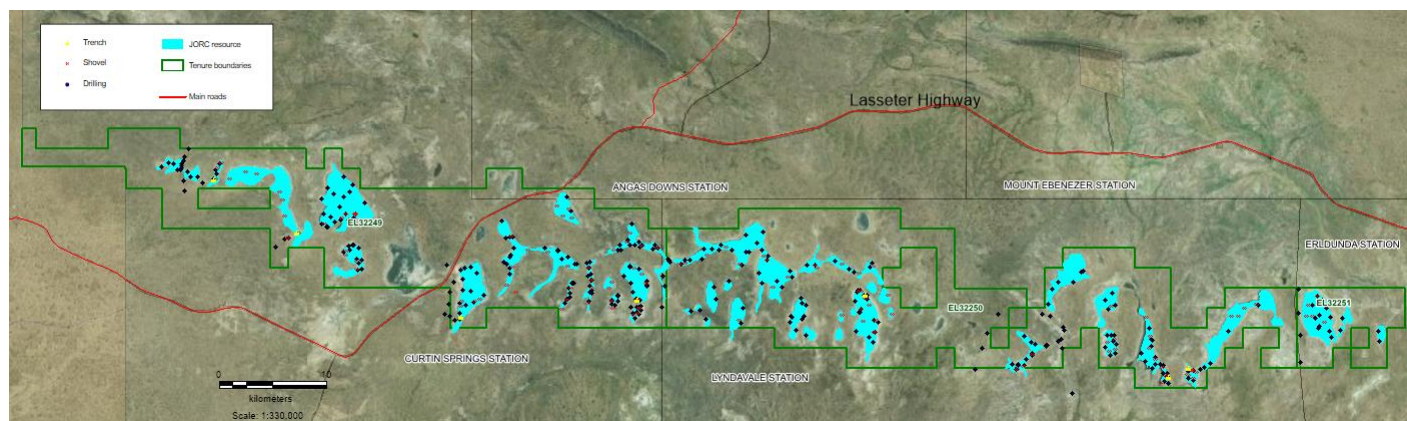 Trench
JORC resource
Shovel
Tenure boundaries
Drilling
Main roads
Lasseter Highway
ANGAS DOWNS STATION
MOUNT EBENEZER STATION
EL32249
ERLDUNDA STATION
EL32250
EL32251
CURTIN SPRINGS STATION
LYNDAVALE STATION
0 10
kilometers
Scale: 1:330,000